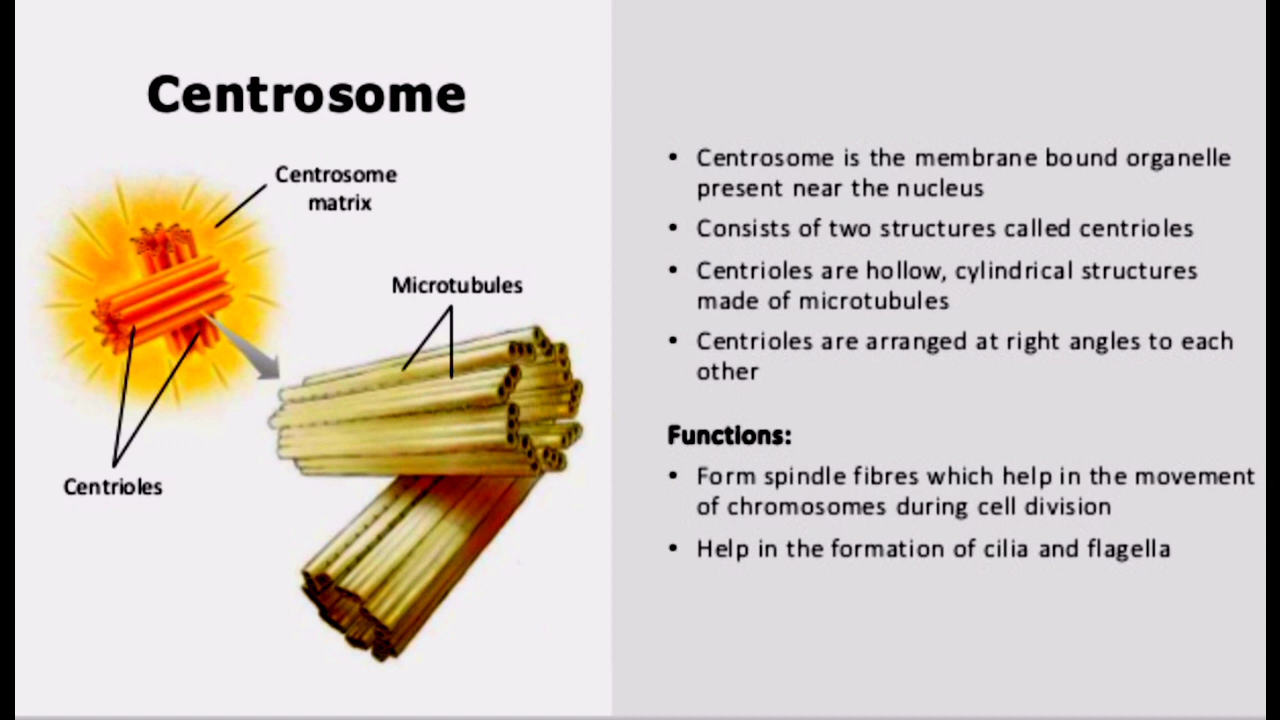 Centrosome
Centrosome
matrix
Microtubules
Centrioles
• Centrosome is the membrane bound organelle
present near the nucleus
• Consists of two structures called centrioles
• Centrioles are hollow, cylindrical structures
made of microtubules
• Centrioles are arranged at right angles to each
other
Functions:
• Form spindle fibres which help in the movement
of chromosomes during cell division
• Help in the formation of cilia and flagella